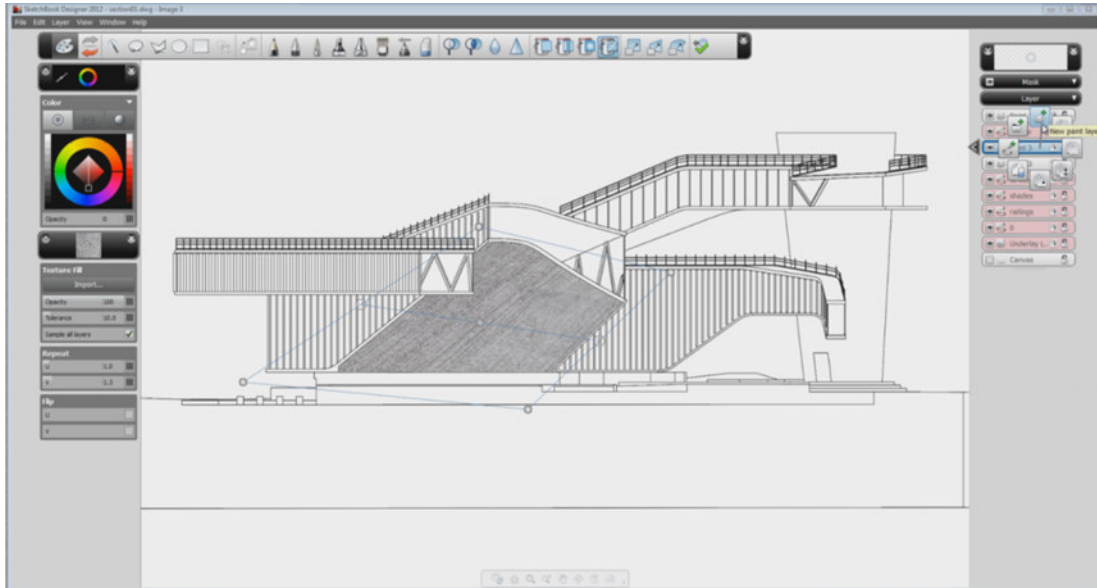 SketchBook Designer 2012 - section01.dwg - Image 3
File Edit Layer View Window Help
Color
Opacity 0
Texture Fill
Import...
Opacity 100
Tolerance 10.0
Sample all layers
Repeat
U 1.0
V 1.3
Flip
U
V
Mask
Layer
New paint laye
shades
railings
0
Underlay L...
Canvas